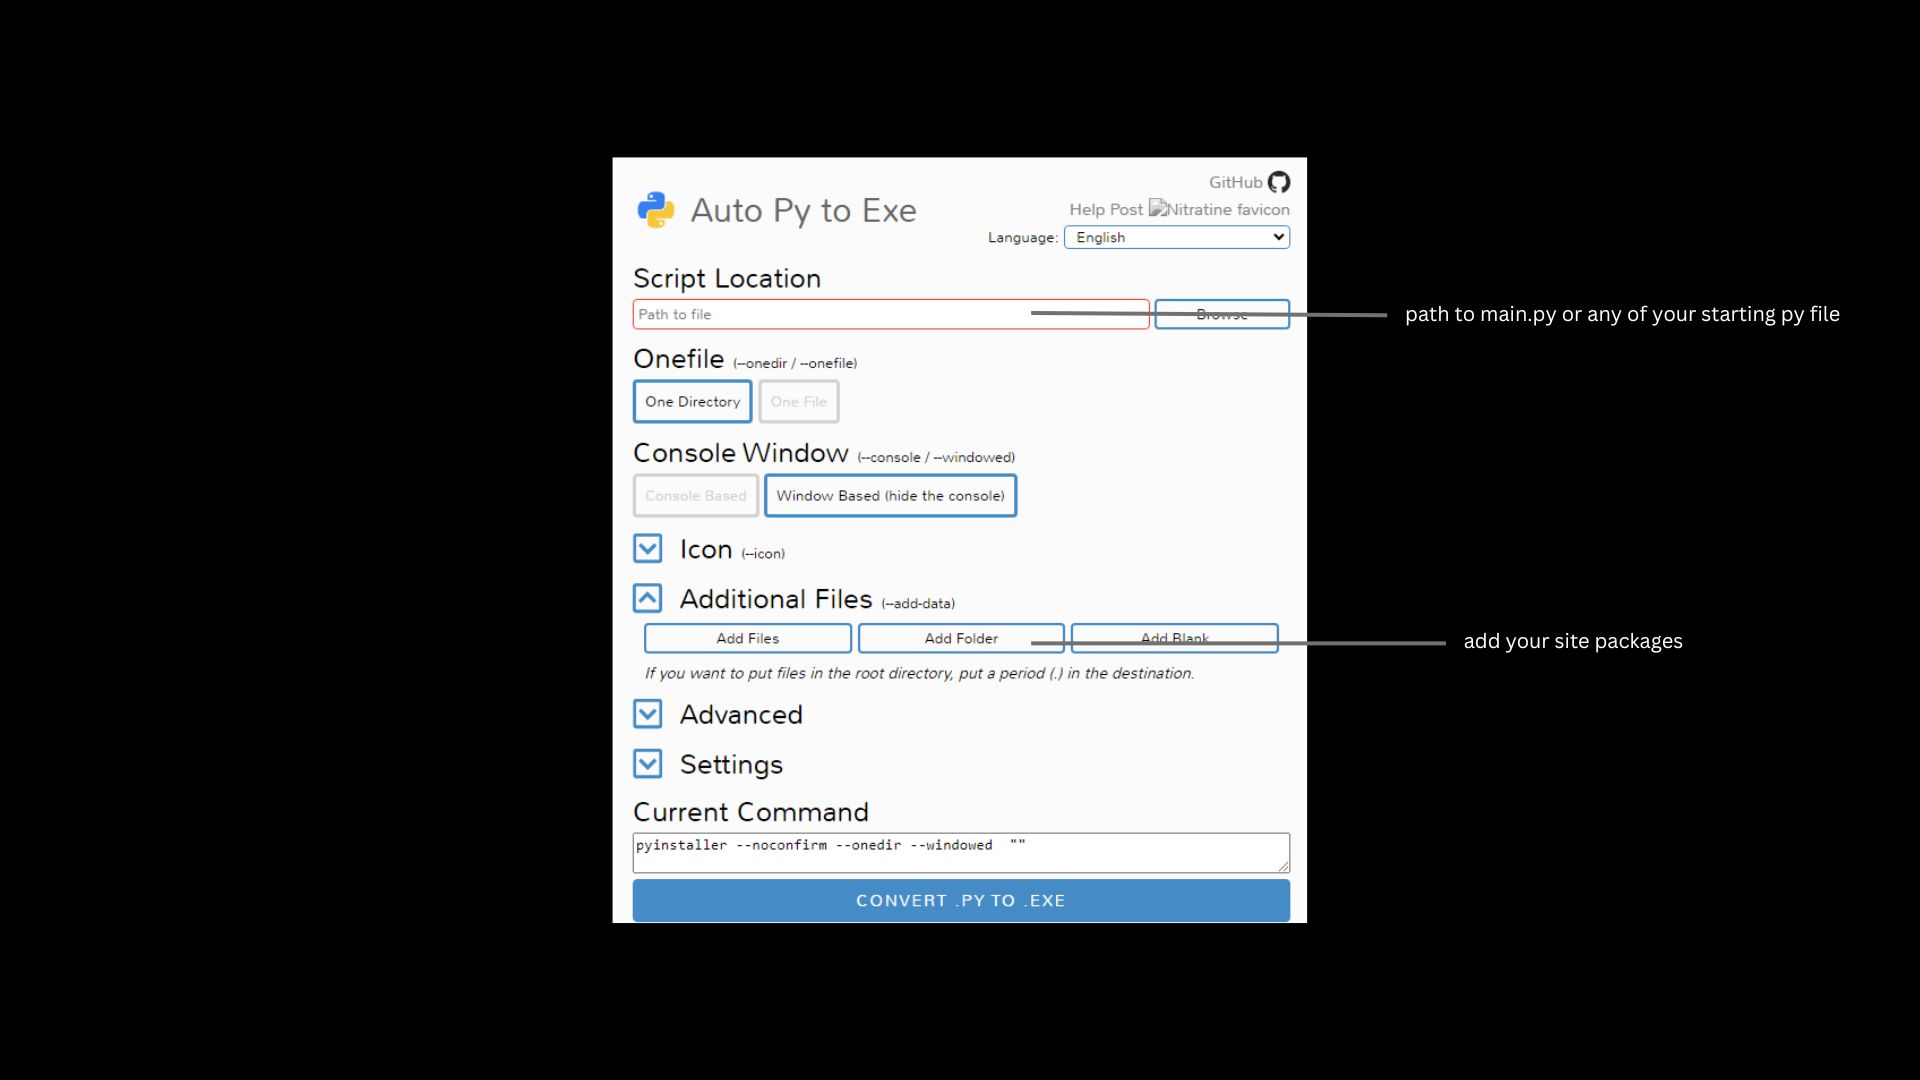 GitHub
Auto Py to Exe
Help Post Nitratine favicon
Language: English
Script Location
Path to file
Browse
path to main.py or any of your starting py file
Onefile (--onedir / --onefile)
One Directory
One File
Console Window (--console / --windowed)
Console Based
Window Based (hide the console)
Icon (--icon)
Additional Files (--add-data)
Add Files
Add Folder
Add Blank
add your site packages
If you want to put files in the root directory, put a period (.) in the destination.
Advanced
Settings
Current Command
pyinstaller --noconfirm --onedir --windowed  ""
CONVERT .PY TO .EXE